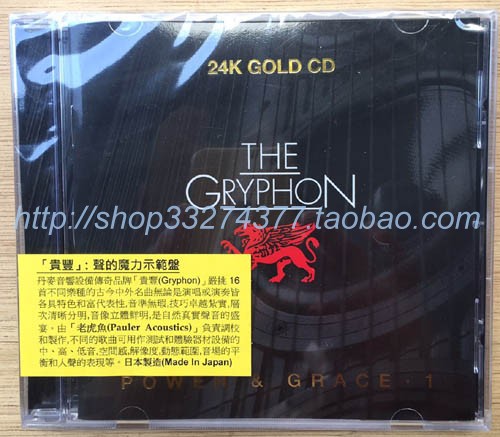 24K GOLD CD
THE
GRYPHON
http://shop33274377.taobao.com/
「貴豐」：聲的魔力示範盤
丹麥音響設備傳奇品牌「貴豐(Gryphon)」嚴挑 16
首不同樂種的古今中外名曲無論是演唱或演奏皆
各具特色和富代表性,音準無瑕,技巧卓越紮實,層
次清晰分明,音像立體鮮明,是自然真實聲音的盛
宴。由「老虎魚(Pauler Acoustics)」負責調校
和製作,不同的歌曲可用作測試和體驗器材設備的
中、高、低音,空間感,解像度,動態範圍,音場的平
衡和人聲的表現等。日本製造(Made In Japan)
POWER & GRACE · 1